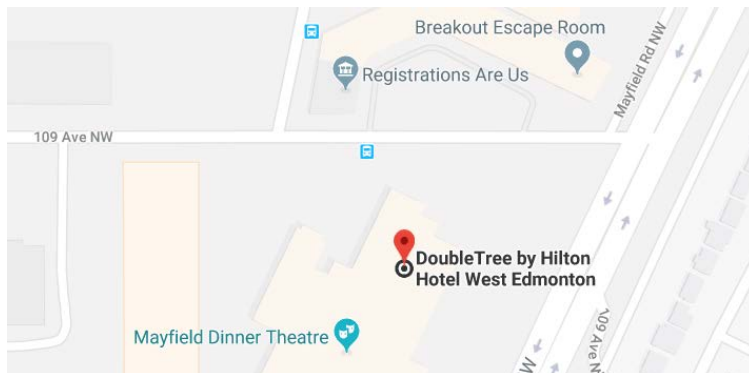 Breakout Escape Room
Mayfield Rd NW
Registrations Are Us
109 Ave NW
DoubleTree by Hilton
Hotel West Edmonton
Mayfield Dinner Theatre
109 Ave N
M